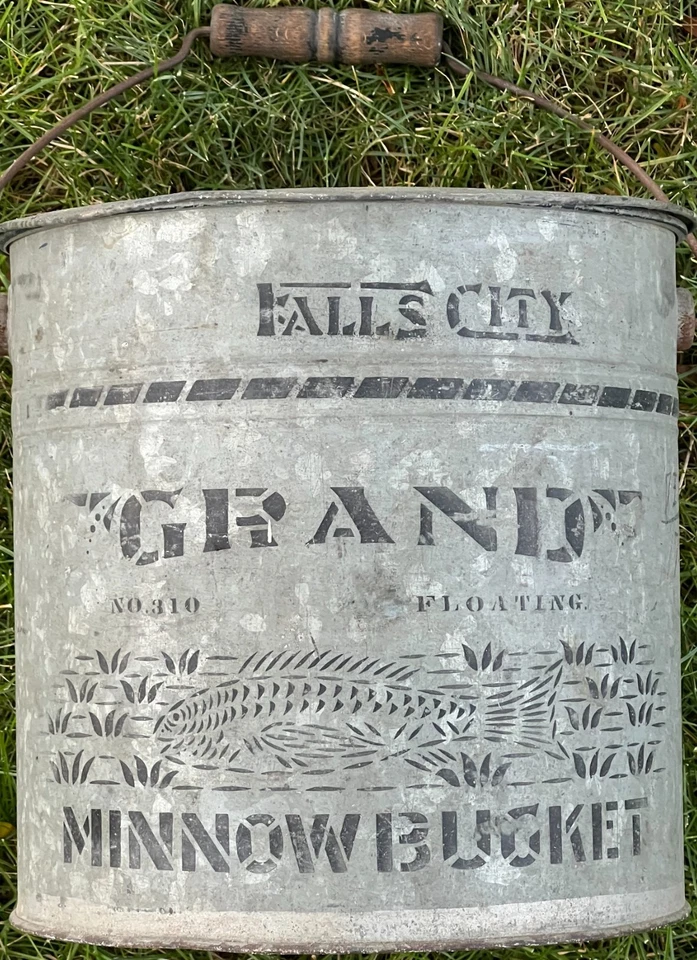 FALLS CITY
"GRAND"
NO.310 FLOATING.
MINNOW BUCKET